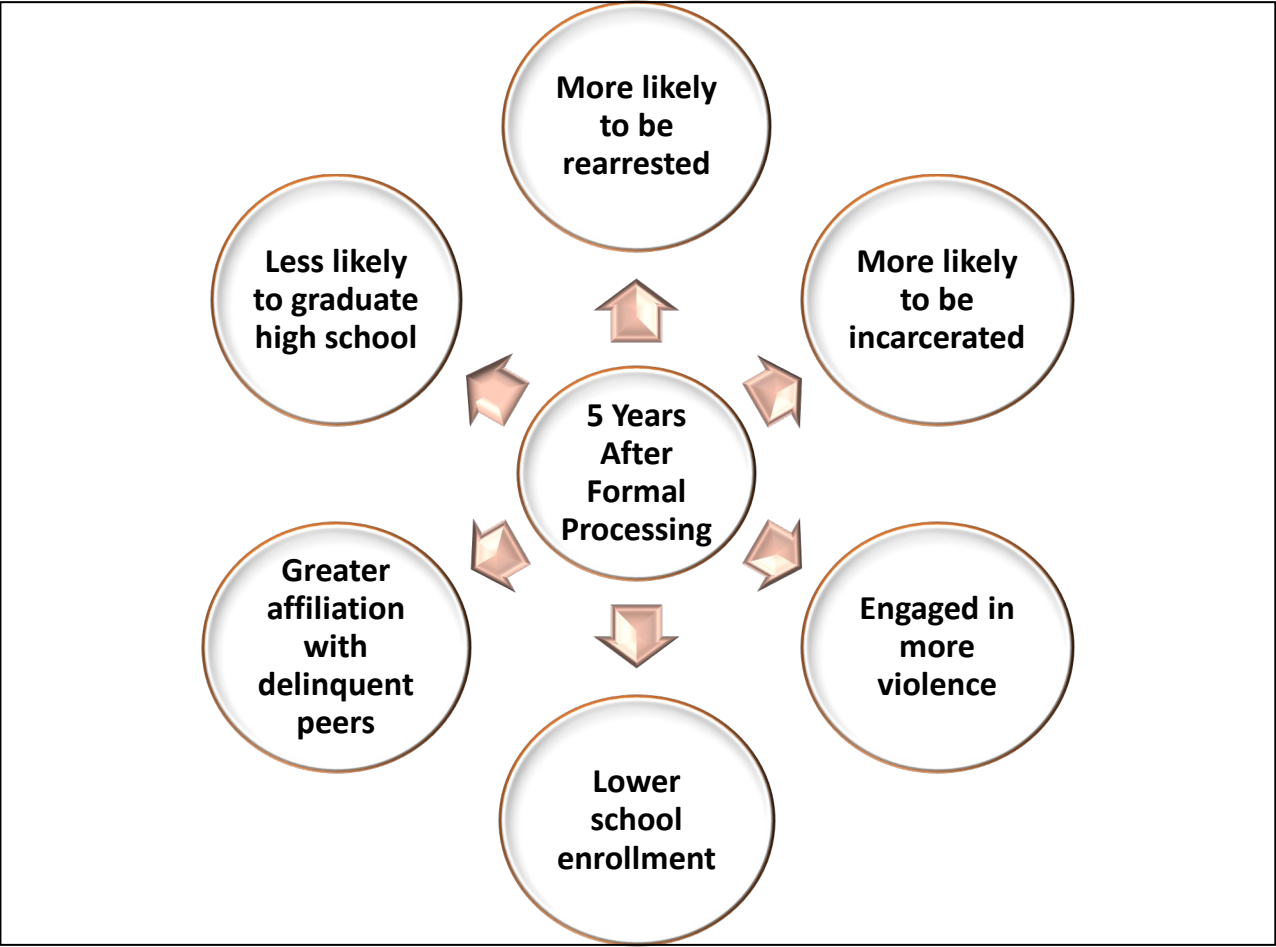 More likely
to be
rearrested
More likely
to be
incarcerated
Engaged in
more
violence
Lower
school
enrollment
Greater
affiliation
with
delinquent
peers
Less likely
to graduate
high school
5 Years
After
Formal
Processing